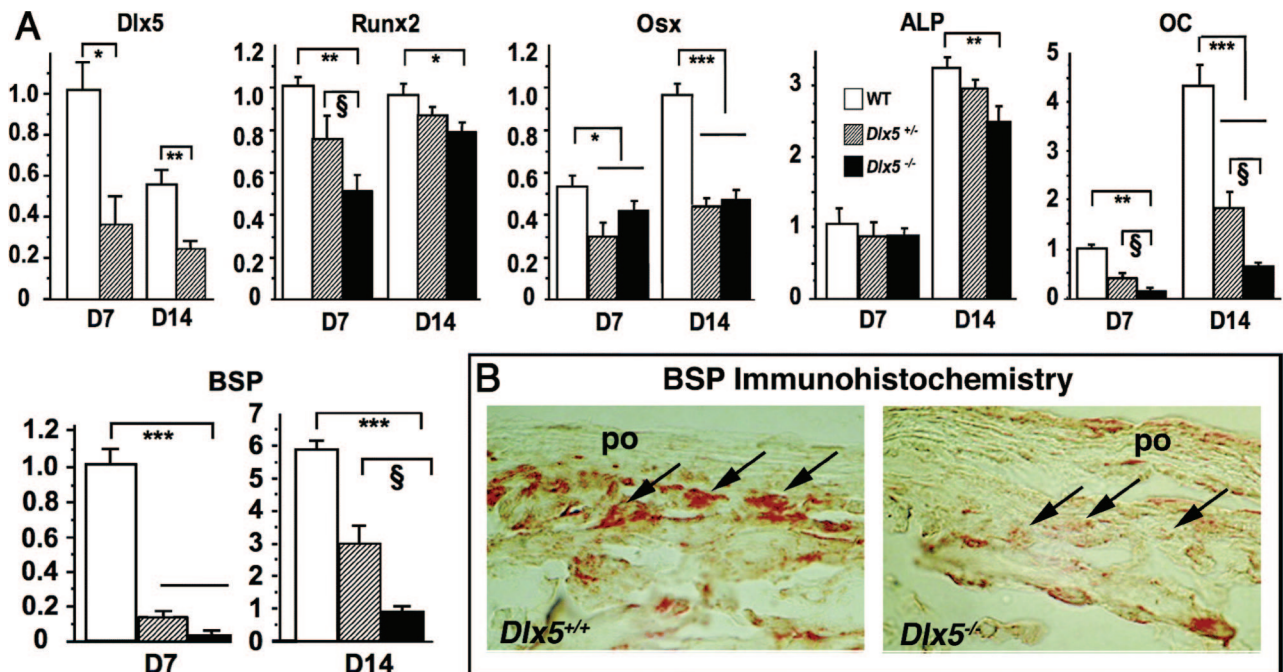 A
Dlx5
1.2
1.0
0.8
0.6
0.4
0.2
0
*
**
D7 D14
Runx2
1.2
1.0
0.8
0.6
0.4
0.2
0
**
§
*
D7 D14
Osx
1.2
1.0
0.8
0.6
0.4
0.2
0
*
***
D7 D14
ALP
3
2
1
0
**
WT
Dlx5 +/-
Dlx5 -/-
D7 D14
OC
5
4
3
2
1
0
**
§
***
§
D7 D14
BSP
1.2
1.0
0.8
0.6
0.4
0.2
0
***
D7
7
6
5
4
3
2
1
0
***
§
D14
B
BSP Immunohistochemistry
po
Dlx5+/+
po
Dlx5-/-